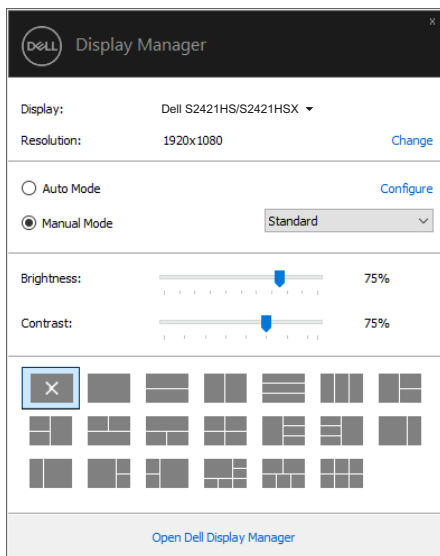 x
DELL Display Manager
Display: Dell S2421HS/S2421HSX
Resolution: 1920x1080 Change
Auto Mode Configure
Manual Mode Standard
Brightness: 75%
Contrast: 75%
Open Dell Display Manager